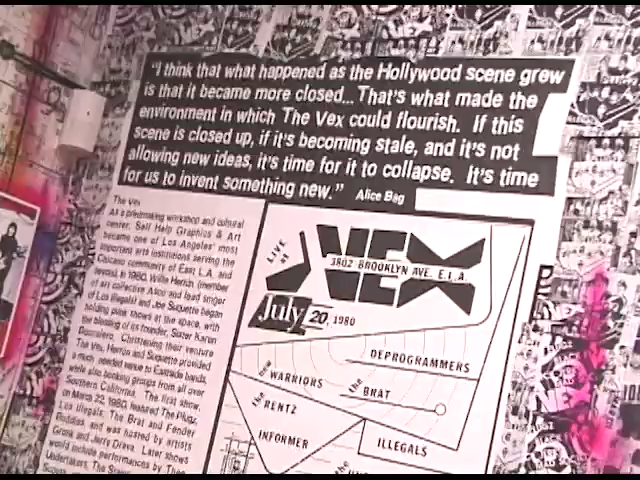 "I think that what happened as the Hollywood scene grew
is that it became more closed... That's what made the
environment in which The Vex could flourish. If this
scene is closed up, if it's becoming stale, and it's not
allowing new ideas, it's time for it to collapse. It's time
for us to invent something new." Alice Bag
The Vex
As a printmaking workshop and cultural
center, Self Help Graphics & Art
became one of Los Angeles' most
important arts institutions serving the
Chicano community of East L.A. and
beyond. In 1980, Willie Herrón, (member
of art collective Asco and lead singer
of Los Illegals) and Joe Suquette began
holding punk shows at the space, with
the blessing of its founder, Sister Karen
Boccalero. Christening their venture
The Vex, Herrón and Suquette provided
a much needed venue to Eastside bands,
while also booking groups from all over
Southern California. The first show,
on March 22, 1980, featured The Plugz,
Los Illegals, The Brat and Fender
Buddies, and was hosted by artists
Gronk and Jerry Dreva. Later shows
would include performances by Thee
Undertakers, The Stains,
LIVE at
VEX
3802 BROOKLYN AVE. E.L.A.
July 20, 1980
DEPROGRAMMERS
new WARRIORS
the BRAT
the RENTZ
INFORMER
ILLEGALS
the